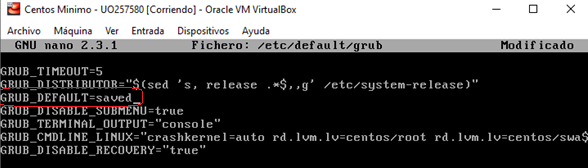 Centos Minimo - UO257580 [Corriendo] - Oracle VM VirtualBox
Archivo Máquina Ver Entrada Dispositivos Ayuda
GNU nano 2.3.1 Fichero: /etc/default/grub Modificado
GRUB_TIMEOUT=5
GRUB_DISTRIBUTOR="$(sed 's, release .*$,,g' /etc/system-release)"
GRUB_DEFAULT=saved_
GRUB_DISABLE_SUBMENU=true
GRUB_TERMINAL_OUTPUT="console"
GRUB_CMDLINE_LINUX="crashkernel=auto rd.lvm.lv=centos/root rd.lvm.lv=centos/swa$
GRUB_DISABLE_RECOVERY="true"